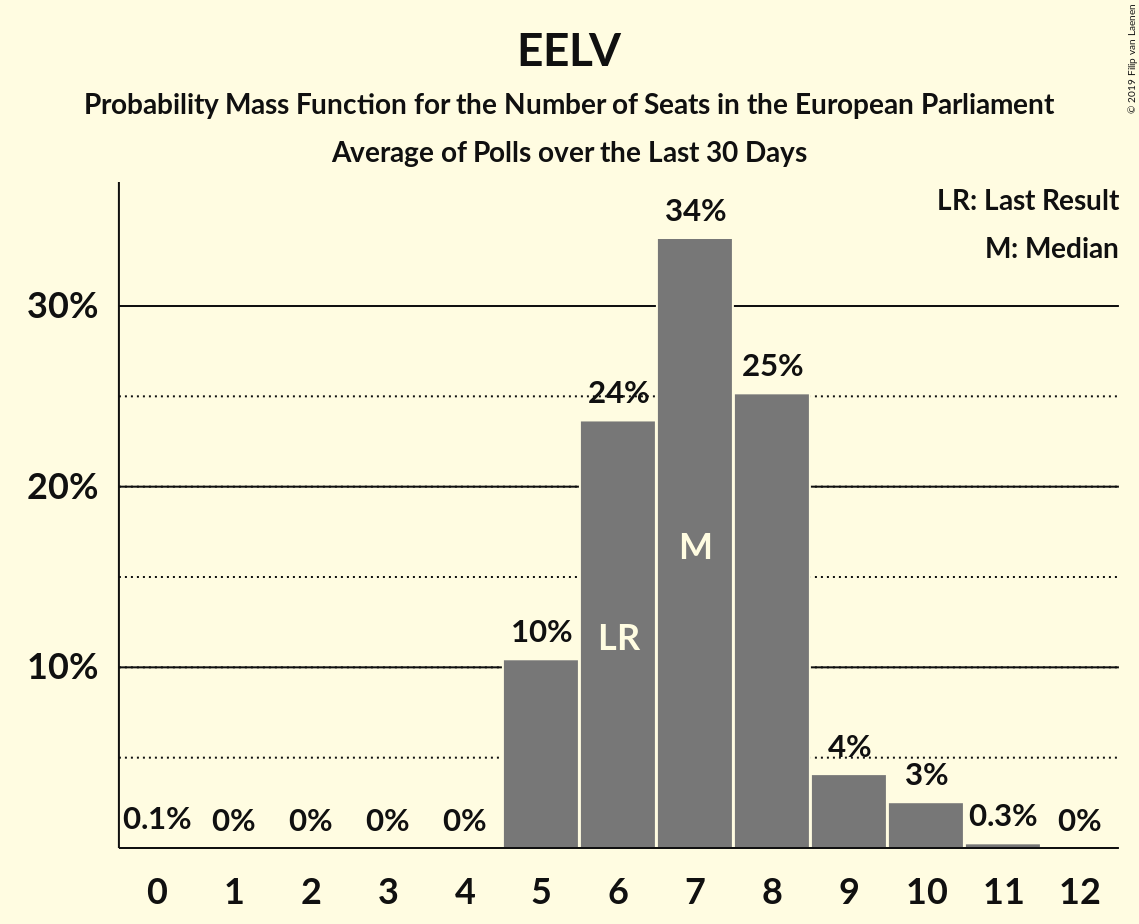 EELV
Probability Mass Function for the Number of Seats in the European Parliament
Average of Polls over the Last 30 Days
© 2019 Filip van Laenen
LR: Last Result
M: Median
34%
30%
25%
24%
20%
M
10%
LR
10%
4%
3%
0.1% 0% 0% 0% 0% 0.3% 0%
0 1 2 3 4 5 6 7 8 9 10 11 12